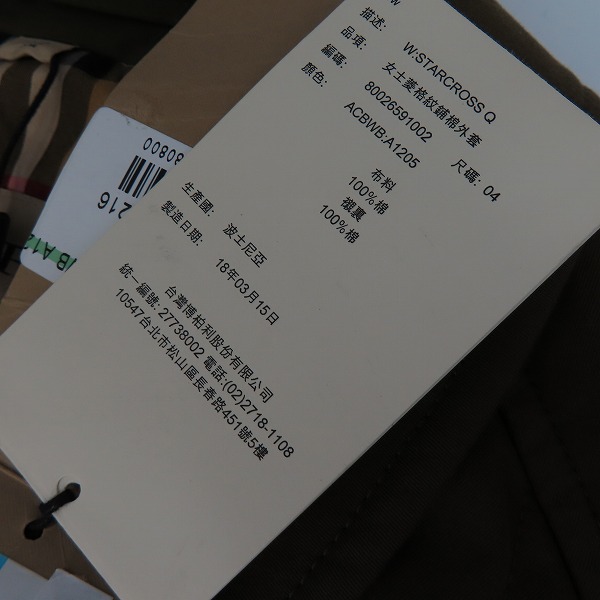 W
描述: W:STARCROSS Q
品項: 女士菱格紋鋪棉外套
編碼: 80026591002 尺碼: 04
顏色: ACBWB:A1205
布料
100%棉
襯裏
100%棉
生產國: 波士尼亞
製造日期: 18年03月15日
台灣博柏利股份有限公司
統一編號: 27738002 電話:(02)2718-1108
10547台北市松山區長春路451號5樓
30800
216
WB A12